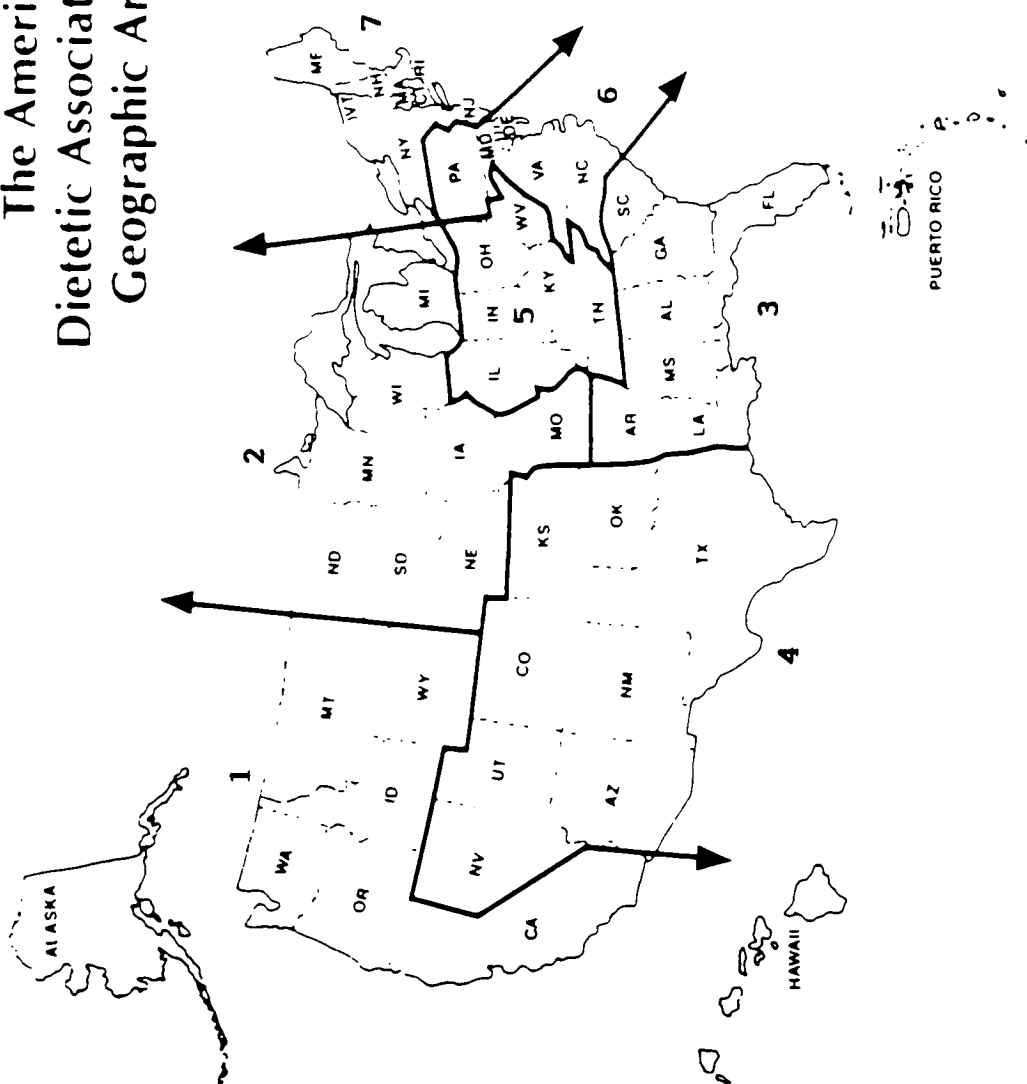 The Ameri
Dietetic Associat
Geographic Ar
ALASKA
1
2
7
WA
MT
ND
MN
ME
VT
NH
OR
ID
WY
SD
WI
MI
NY
MA
CT
RI
NV
UT
CO
NE
IA
IL
IN
OH
PA
NJ
CA
KS
MO
5
KY
WV
MD
DE
VA
6
AZ
NM
OK
AR
TN
NC
TX
LA
MS
AL
GA
SC
4
3
FL
HAWAII
PUERTO RICO